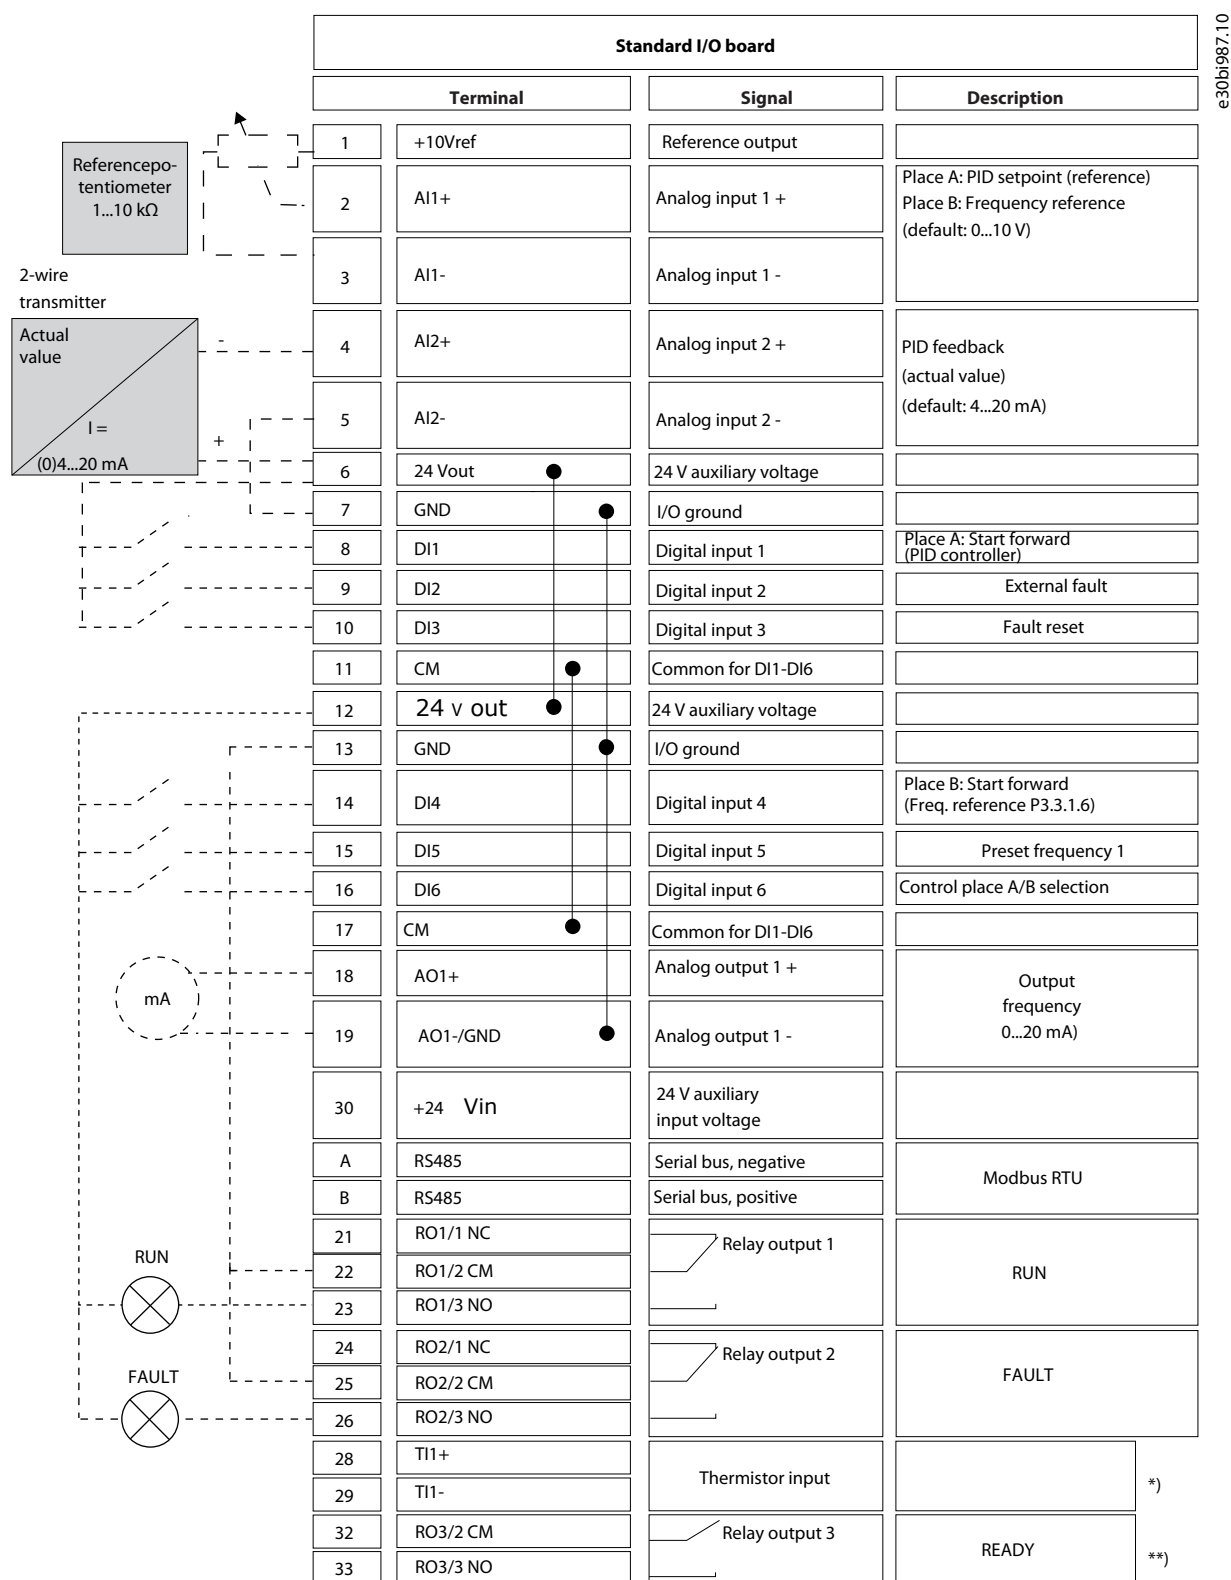 e30bi987.10
Standard I/O board
Terminal Signal Description
1 +10Vref Reference output
Referencepo-
tentiometer
1...10 kΩ
2 AI1+ Analog input 1 +
Place A: PID setpoint (reference)
Place B: Frequency reference
(default: 0...10 V)
3 AI1- Analog input 1 -
2-wire
transmitter
Actual
value
I =
(0)4...20 mA
-
+
4 AI2+ Analog input 2 +
PID feedback
(actual value)
(default: 4...20 mA)
5 AI2- Analog input 2 -
6 24 Vout 24 V auxiliary voltage
7 GND I/O ground
8 DI1 Digital input 1
Place A: Start forward
(PID controller)
9 DI2 Digital input 2 External fault
10 DI3 Digital input 3 Fault reset
11 CM Common for DI1-DI6
12 24 v out 24 V auxiliary voltage
13 GND I/O ground
14 DI4 Digital input 4
Place B: Start forward
(Freq. reference P3.3.1.6)
15 DI5 Digital input 5 Preset frequency 1
16 DI6 Digital input 6 Control place A/B selection
17 CM Common for DI1-DI6
mA
18 AO1+ Analog output 1 +
Output
frequency
0...20 mA)
19 AO1-/GND Analog output 1 -
30 +24 Vin
24 V auxiliary
input voltage
A RS485 Serial bus, negative
Modbus RTU
B RS485 Serial bus, positive
21 RO1/1 NC
Relay output 1
RUN
22 RO1/2 CM
RUN
23 RO1/3 NO
24 RO2/1 NC
Relay output 2
FAULT
25 RO2/2 CM
FAULT
26 RO2/3 NO
28 TI1+
Thermistor input
*)
29 TI1-
32 RO3/2 CM
Relay output 3
READY
**)
33 RO3/3 NO